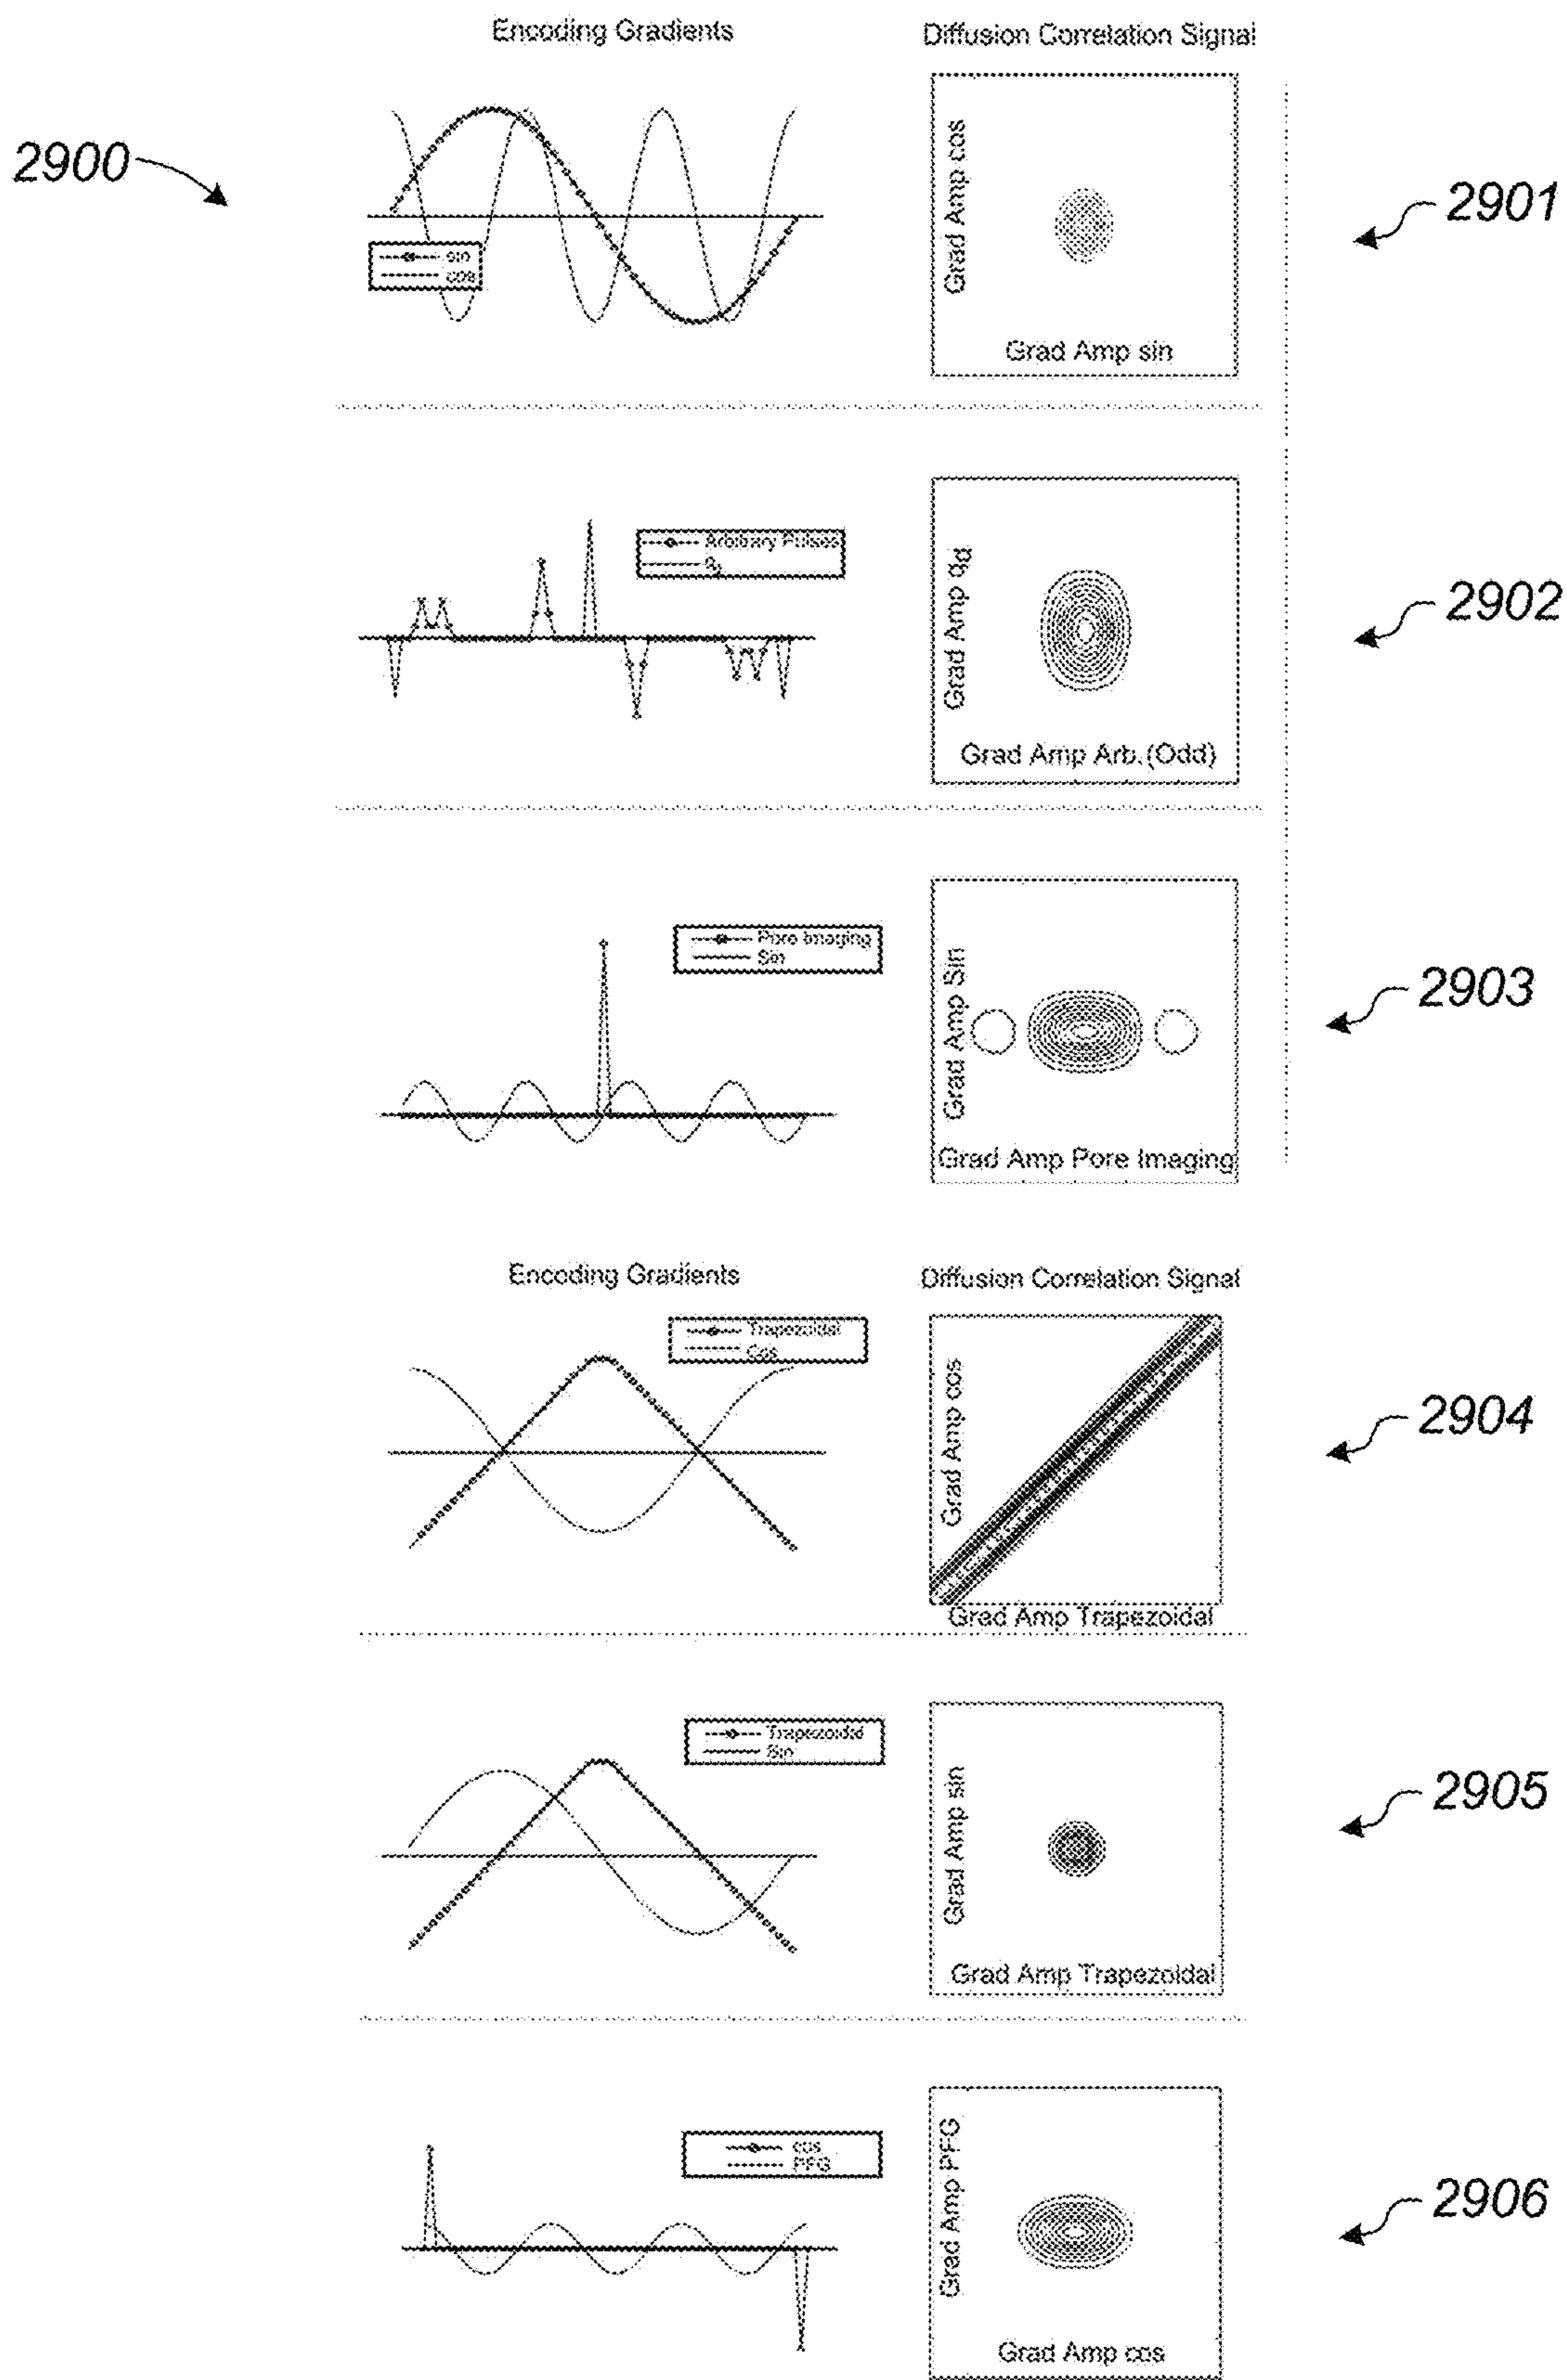 Encoding Gradients
Diffusion Correlation Signal
2900
sin
cos
Grad Amp cos
Grad Amp sin
2901
Arbitrary Pulses
Grad Amp qd
Grad Amp Arb.(Odd)
2902
Pore Imaging
Sin
Grad Amp Sin
Grad Amp Pore Imaging
2903
Encoding Gradients
Diffusion Correlation Signal
Trapezoidal
Cos
Grad Amp cos
Grad Amp Trapezoidal
2904
Trapezoidal
Sin
Grad Amp sin
Grad Amp Trapezoidal
2905
cos
PFG
Grad Amp PFG
Grad Amp cos
2906